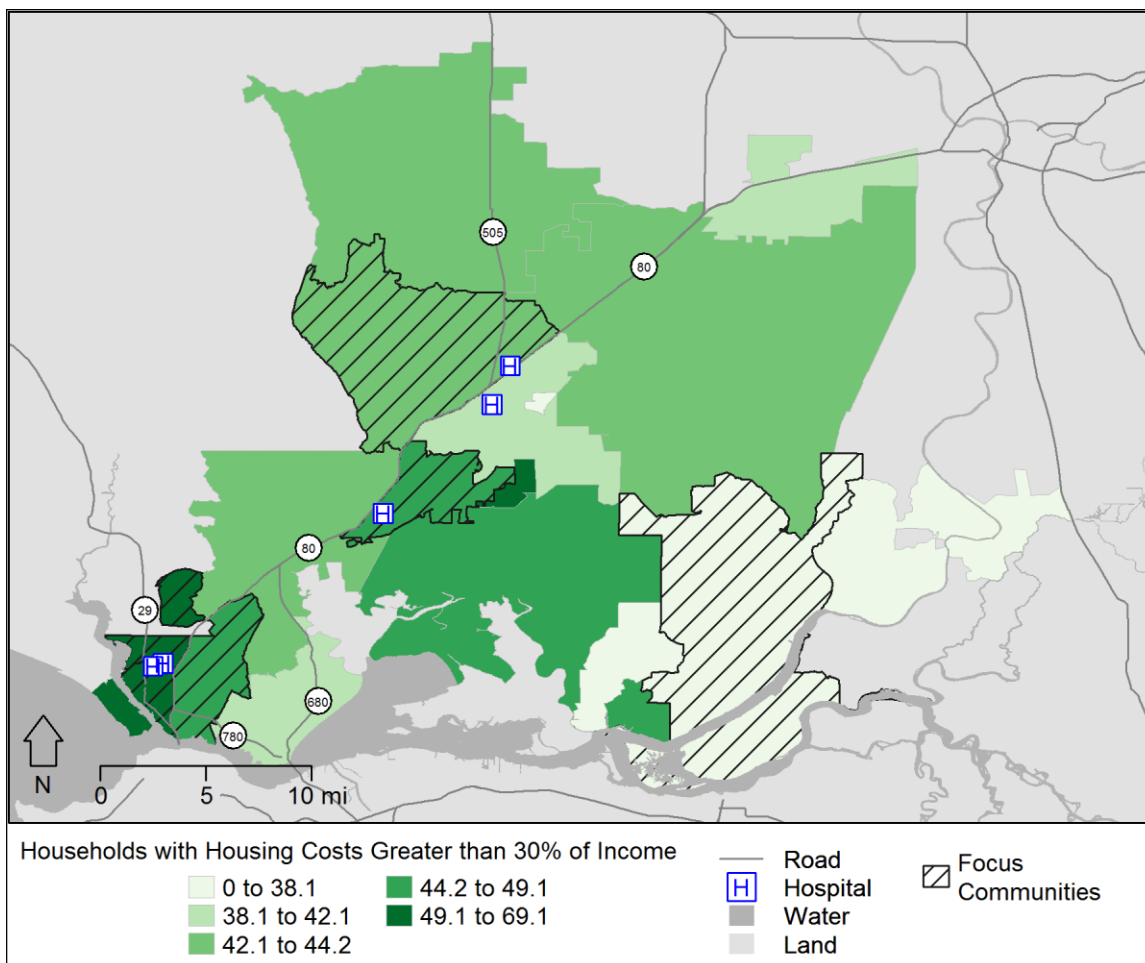 505
80
80
29
680
780
N
0 5 10 mi
H
H
H
H
H
Households with Housing Costs Greater than 30% of Income
0 to 38.1
38.1 to 42.1
42.1 to 44.2
44.2 to 49.1
49.1 to 69.1
Road
H Hospital
Water
Land
Focus
Communities